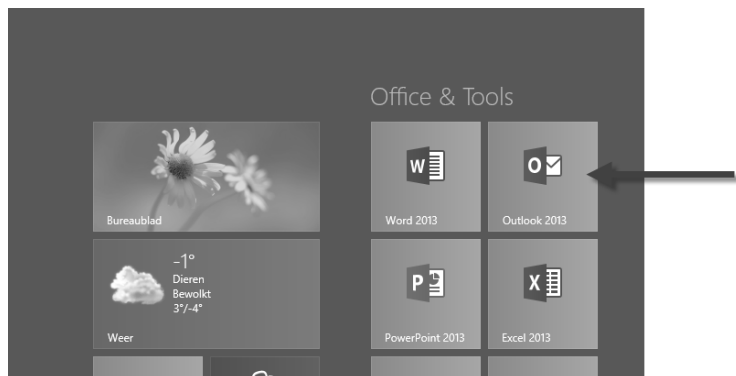 Office & Tools
Bureaublad
Word 2013
Outlook 2013
-1°
Dieren
Bewolkt
3°/-4°
Weer
PowerPoint 2013
Excel 2013